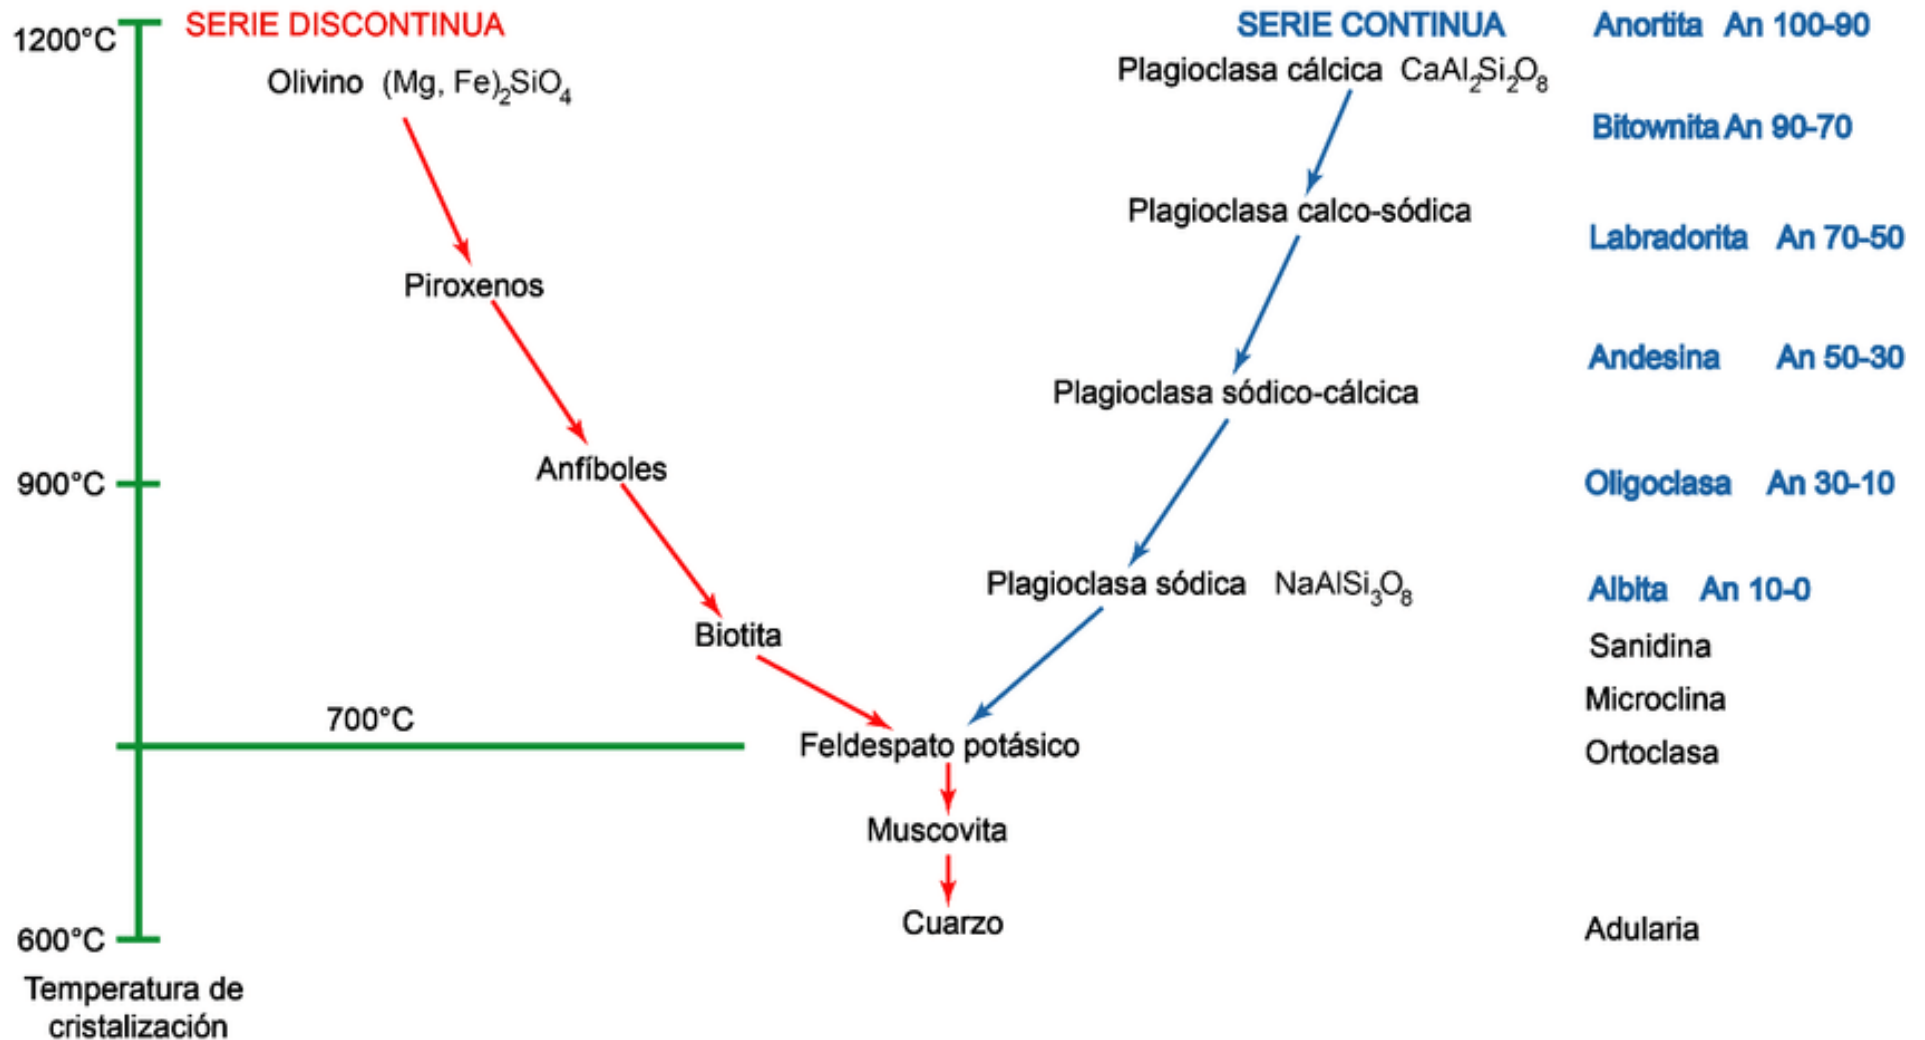 SERIE DISCONTINUA
SERIE CONTINUA
Anortita An 100-90
1200°C
Olivino (Mg, Fe)₂SiO₄
Plagioclasa cálcica CaAl₂Si₂O₈
Bitownita An 90-70
Plagioclasa calco-sódica
Labradorita An 70-50
Piroxenos
Andesina An 50-30
Plagioclasa sódico-cálcica
Anfíboles
900°C
Oligoclasa An 30-10
Plagioclasa sódica NaAlSi₃O₈
Albita An 10-0
Biotita
Sanidina
Microclina
700°C
Feldespato potásico
Ortoclasa
Muscovita
Cuarzo
Adularia
600°C
Temperatura de
cristalización